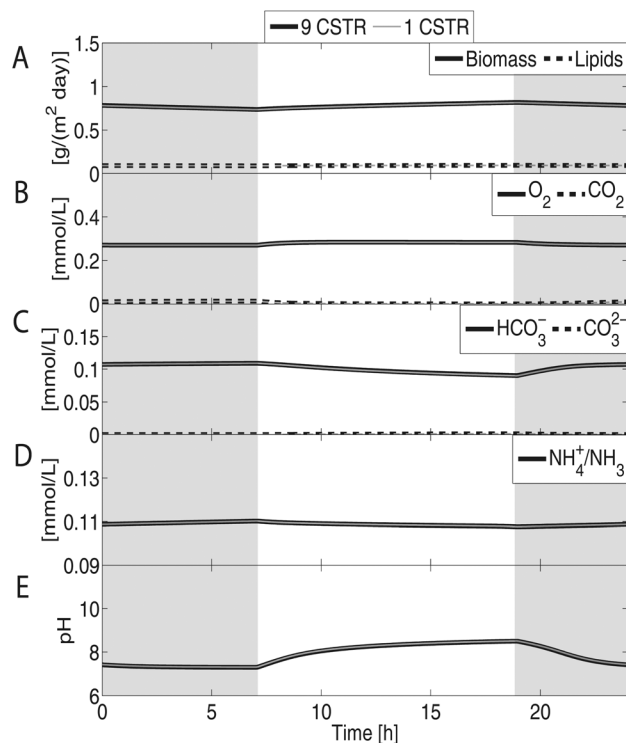 9 CSTR 1 CSTR
A
Biomass Lipids
[g/(m² day)]
1.5
1
0.5
0
B
O₂ CO₂
[mmol/L]
0.4
0.2
0
C
HCO₃⁻ CO₃²⁻
[mmol/L]
0.15
0.1
0.05
0
D
NH₄⁺/NH₃
[mmol/L]
0.13
0.11
0.09
E
pH
10
8
6
0 5 10 15 20
Time [h]